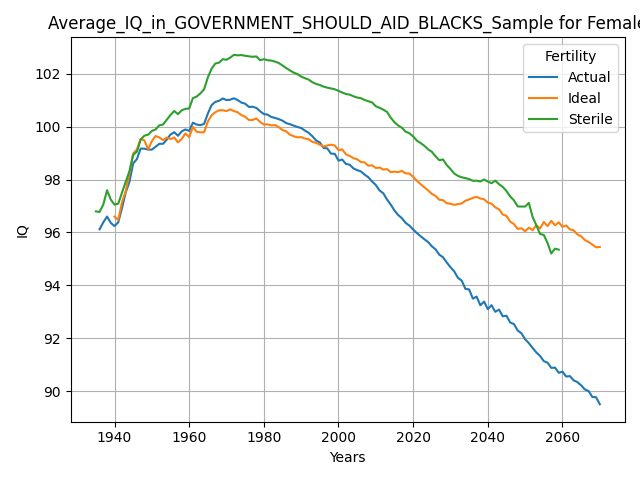 Average_IQ_in_GOVERNMENT_SHOULD_AID_BLACKS_Sample for Female
Fertility
Actual
Ideal
Sterile
IQ
102
100
98
96
94
92
90
1940 1960 1980 2000 2020 2040 2060
Years